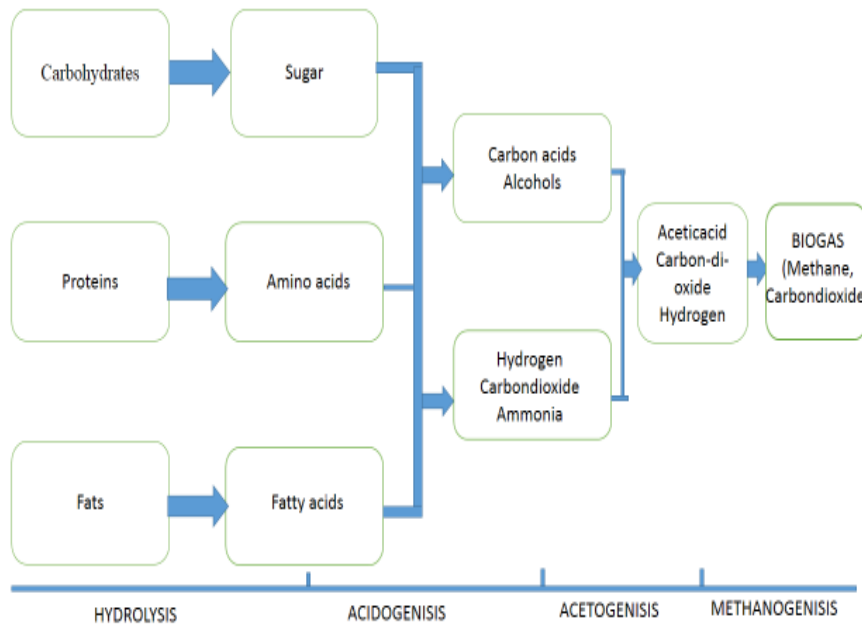 Carbohydrates
Sugar
Carbon acids
Alcohols
Aceticacid
Carbon-di-
oxide
Hydrogen
BIOGAS
(Methane,
Carbondioxide
Proteins
Amino acids
Hydrogen
Carbondioxide
Ammonia
Fats
Fatty acids
HYDROLYSIS
ACIDOGENISIS
ACETOGENISIS
METHANOGENISIS